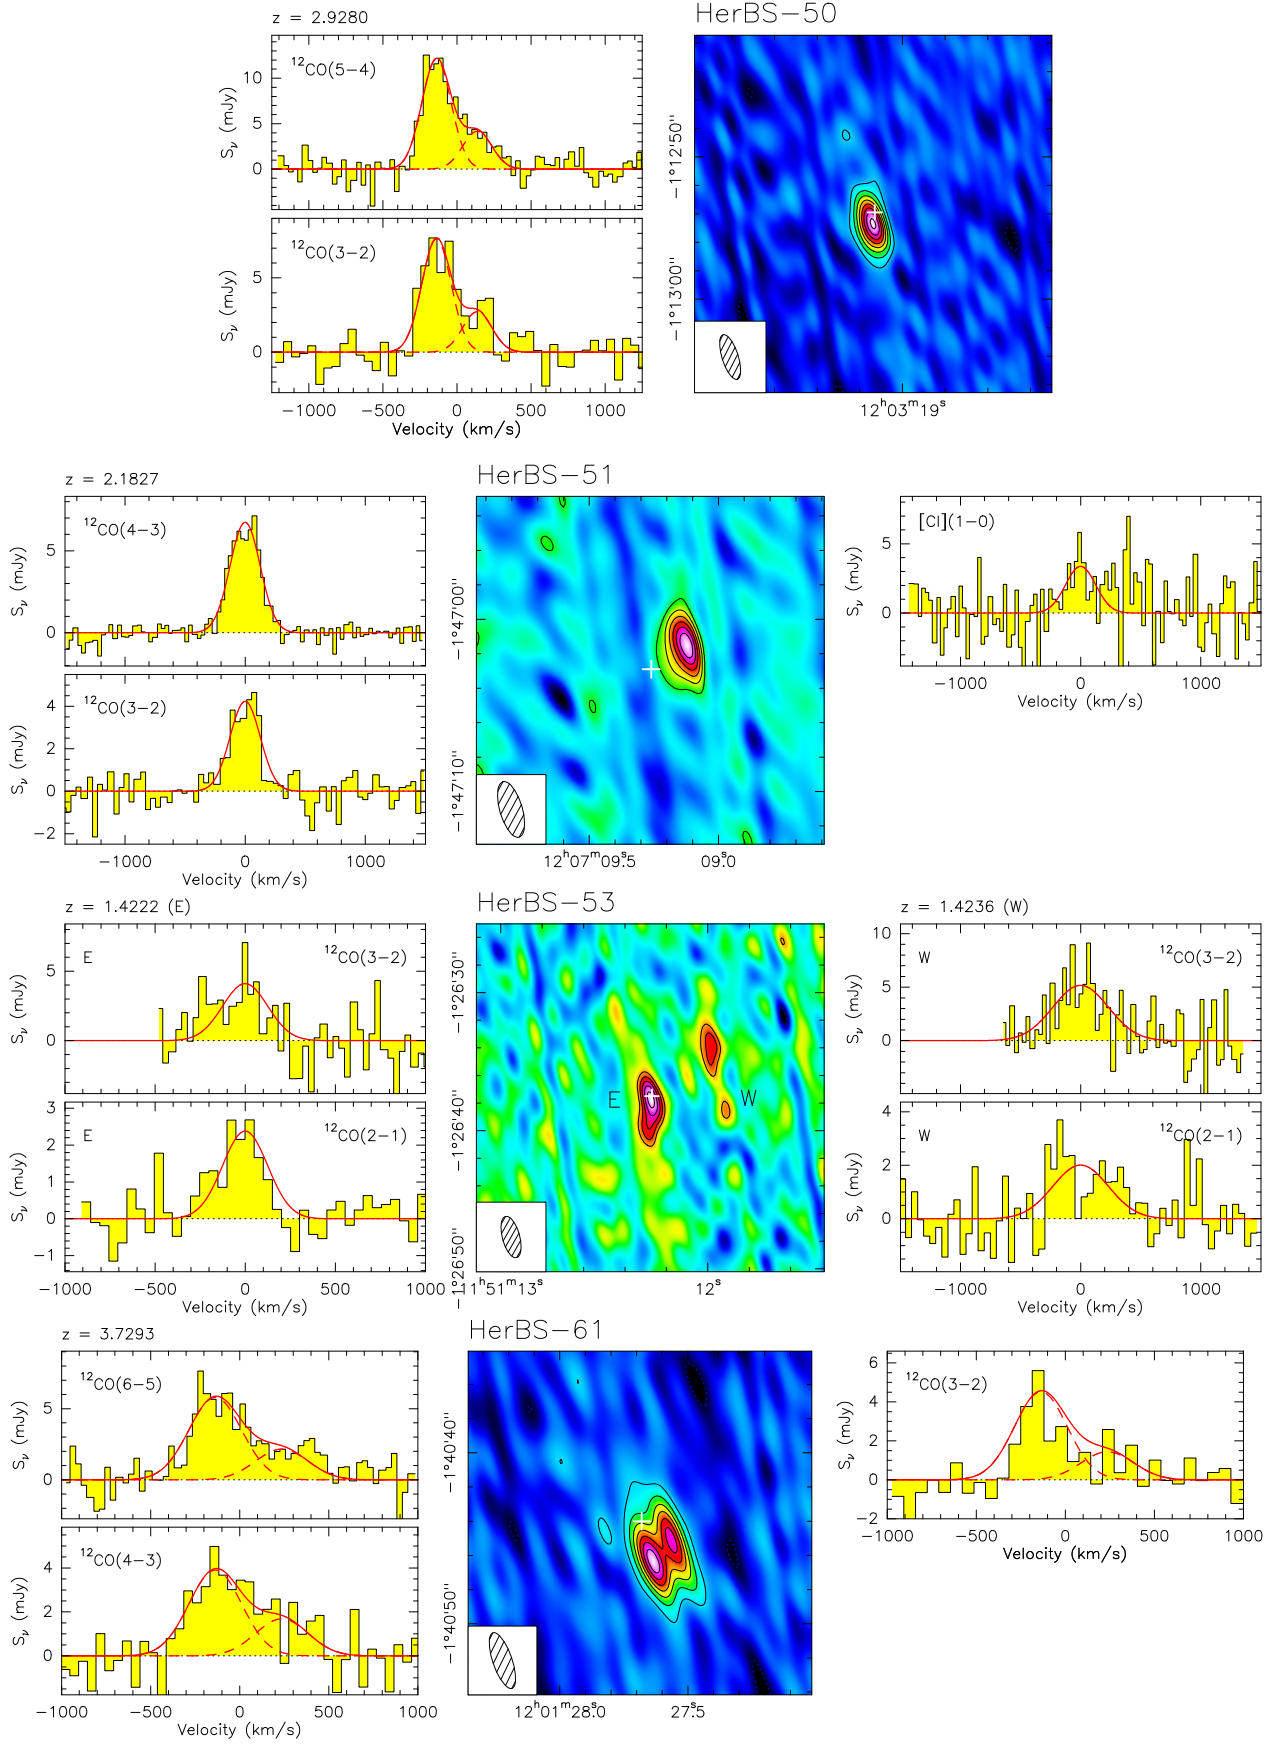 z = 2.9280
HerBS−50
¹²CO(5−4)
10
5
0
S_ν (mJy)
¹²CO(3−2)
5
0
S_ν (mJy)
−1000 −500 0 500 1000
Velocity (km/s)
−1°12'50"
−1°13'00"
12ʰ03ᵐ19ˢ
z = 2.1827
HerBS−51
¹²CO(4−3)
5
0
S_ν (mJy)
¹²CO(3−2)
4
2
0
−2
S_ν (mJy)
−1000 0 1000
Velocity (km/s)
−1°47'00"
−1°47'10"
12ʰ07ᵐ09ˢ.5 09ˢ.0
[CI](1−0)
5
0
S_ν (mJy)
−1000 0 1000
Velocity (km/s)
z = 1.4222 (E)
HerBS−53
z = 1.4236 (W)
E ¹²CO(3−2)
5
0
S_ν (mJy)
E ¹²CO(2−1)
3
2
1
0
−1
S_ν (mJy)
−1000 −500 0 500 1000
Velocity (km/s)
E W
−1°26'30"
−1°26'40"
−1°26'50"
11ʰ51ᵐ13ˢ 12ˢ
W ¹²CO(3−2)
10
5
0
S_ν (mJy)
W ¹²CO(2−1)
4
2
0
S_ν (mJy)
−1000 0 1000
Velocity (km/s)
z = 3.7293
HerBS−61
¹²CO(6−5)
5
0
S_ν (mJy)
¹²CO(4−3)
4
2
0
S_ν (mJy)
−1000 −500 0 500 1000
Velocity (km/s)
−1°40'40"
−1°40'50"
12ʰ01ᵐ28ˢ.0 27ˢ.5
¹²CO(3−2)
6
4
2
0
−2
S_ν (mJy)
−1000 −500 0 500 1000
Velocity (km/s)